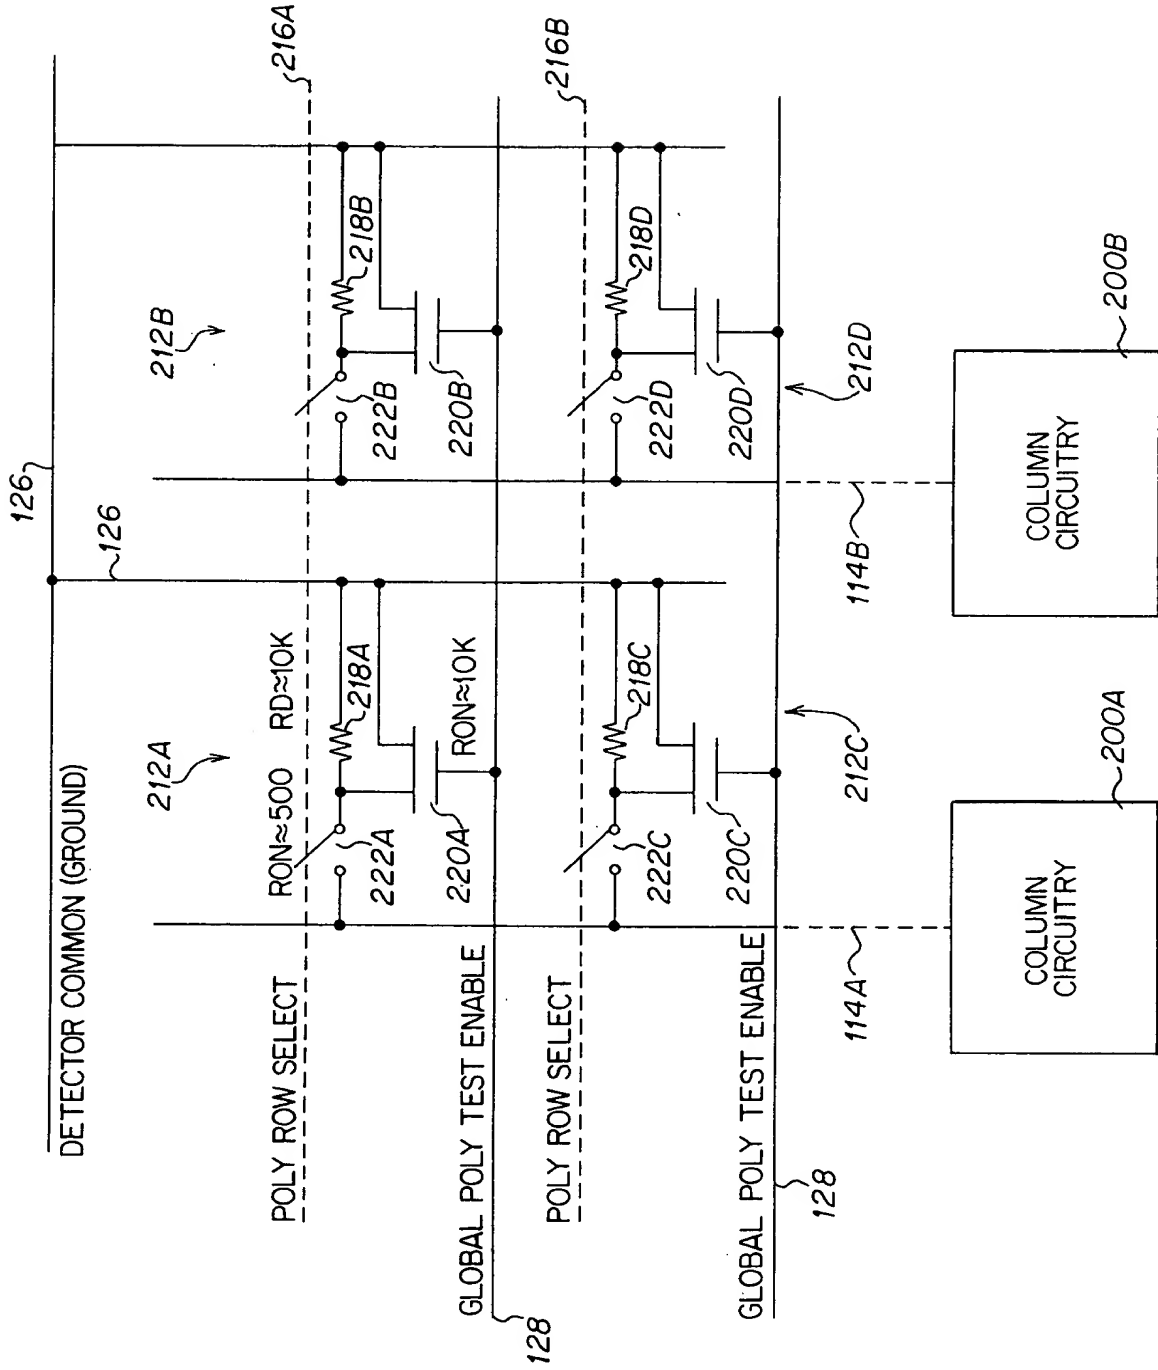 126
DETECTOR COMMON (GROUND)
126
212A
212B
216A
POLY ROW SELECT
RON≈500 RD≈10K
218A
218B
222A
222B
220A
RON≈10K
220B
GLOBAL POLY TEST ENABLE
128
216B
POLY ROW SELECT
218C
218D
222C
222D
220C
220D
GLOBAL POLY TEST ENABLE
128
212C
212D
114A
114B
200A
200B
COLUMN
CIRCUITRY
COLUMN
CIRCUITRY